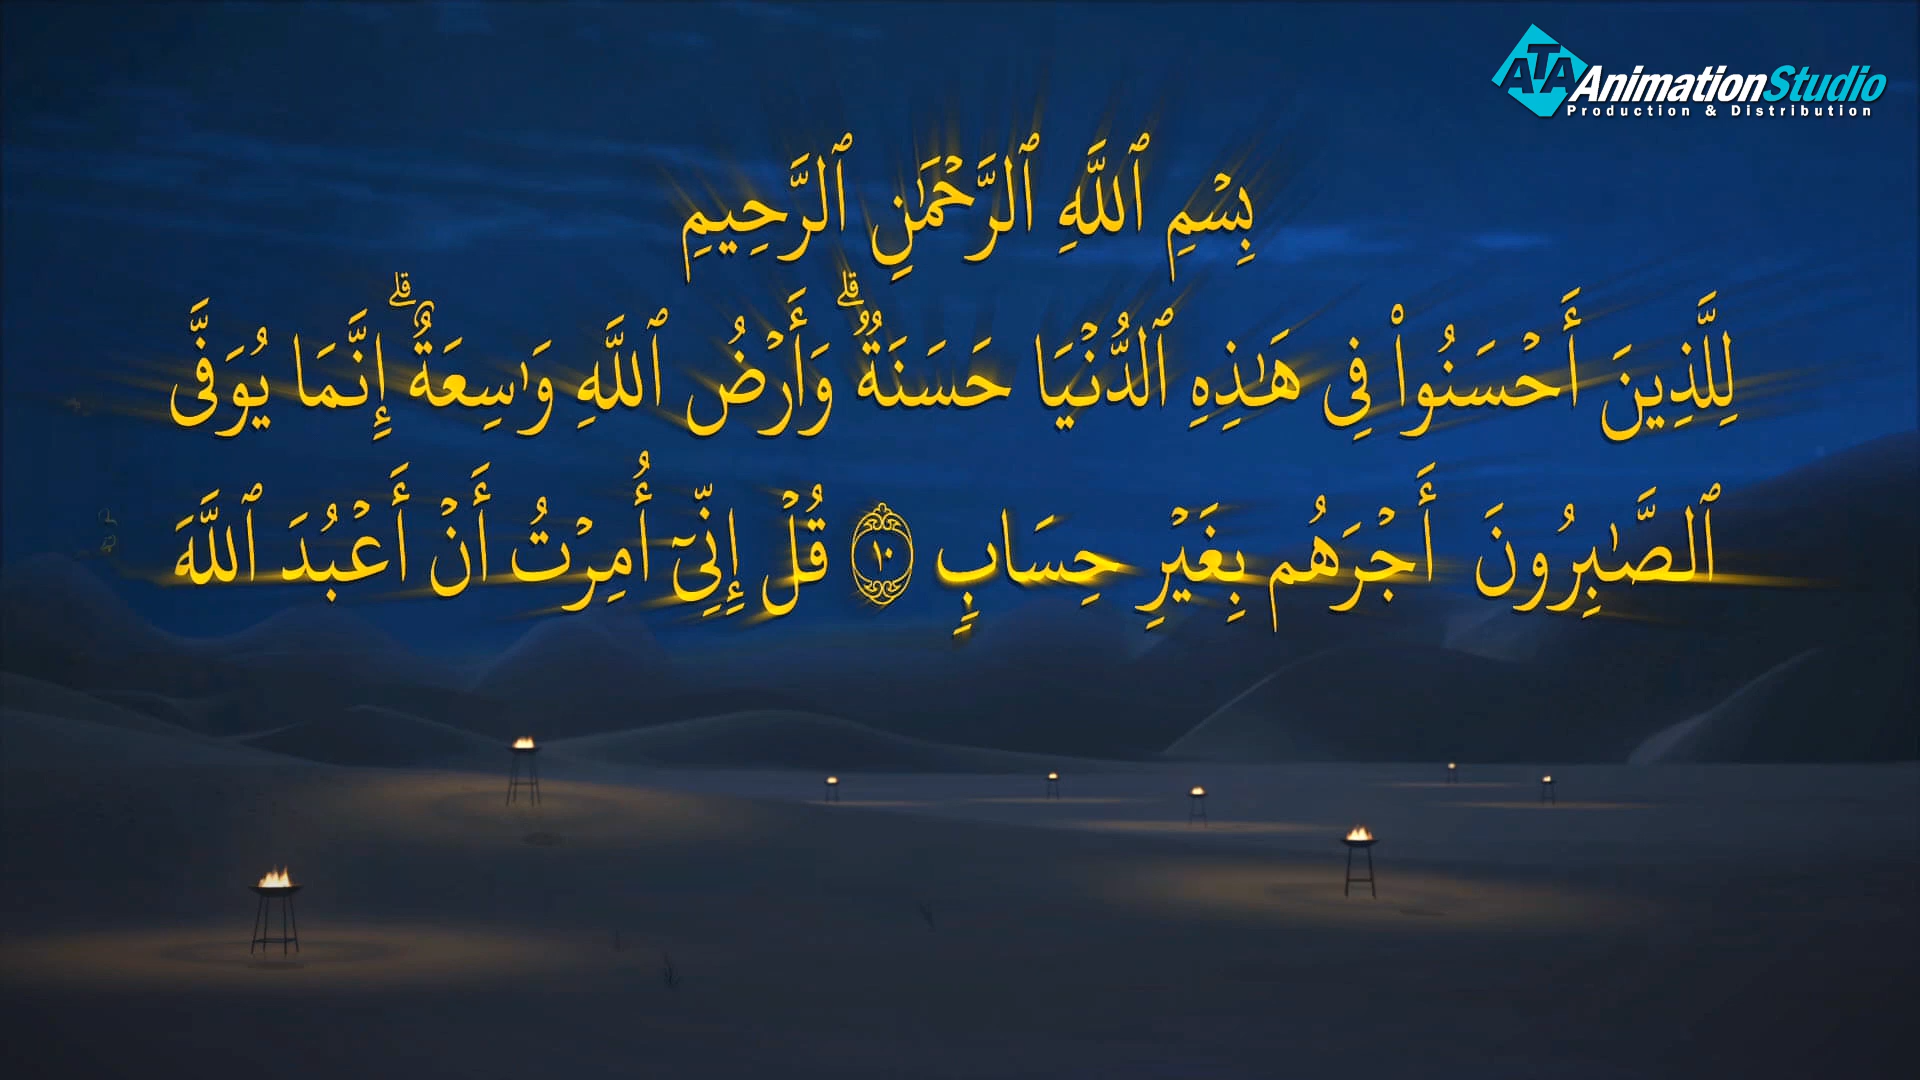 ATA AnimationStudio
Production & Distribution
بِسْمِ ٱللَّهِ ٱلرَّحْمَٰنِ ٱلرَّحِيمِ
لِلَّذِينَ أَحْسَنُوا۟ فِى هَٰذِهِ ٱلدُّنْيَا حَسَنَةٌۗ وَأَرْضُ ٱللَّهِ وَٰسِعَةٌۗ إِنَّمَا يُوَفَّى
ٱلصَّٰبِرُونَ أَجْرَهُم بِغَيْرِ حِسَابٍ ۝١٠ قُلْ إِنِّىٓ أُمِرْتُ أَنْ أَعْبُدَ ٱللَّهَ